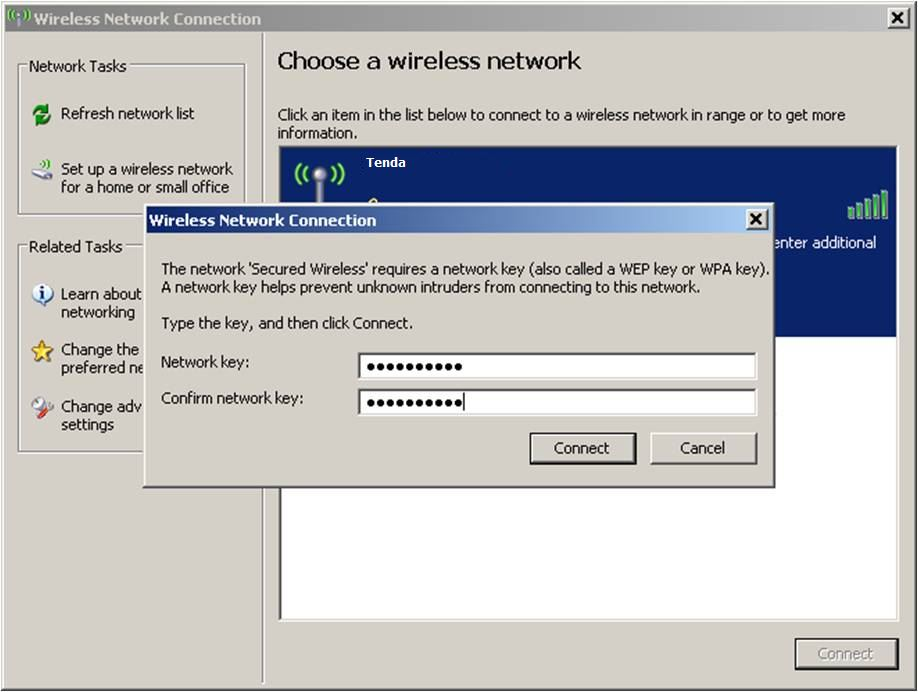 Wireless Network Connection
Network Tasks
Refresh network list
Set up a wireless network
for a home or small office
Related Tasks
Learn about
networking
Change the
preferred ne
Change adv
settings
Choose a wireless network
Click an item in the list below to connect to a wireless network in range or to get more
information.
Tenda
enter additional
Wireless Network Connection
The network 'Secured Wireless' requires a network key (also called a WEP key or WPA key).
A network key helps prevent unknown intruders from connecting to this network.
Type the key, and then click Connect.
Network key: ●●●●●●●●●●
Confirm network key: ●●●●●●●●●●
Connect Cancel
Connect